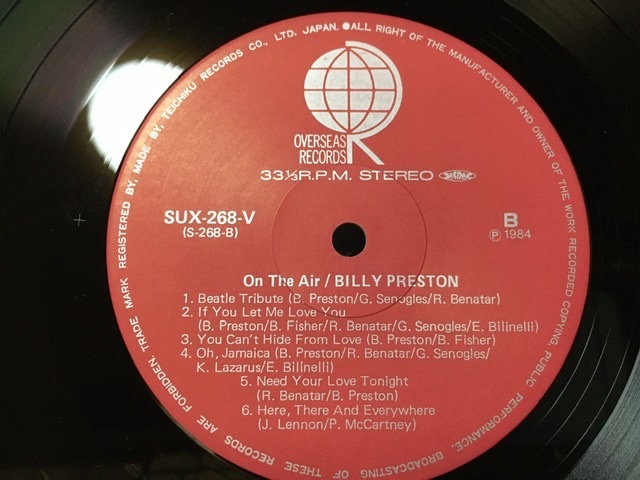 REGISTERED BY, MADE BY, TEICHIKU RECORDS CO., LTD. JAPAN. ●ALL RIGHT OF THE MANUFACTURER AND OWNER OF THE WORK RECORDED COPYING, PUBLIC PERFORMANCE, BROADCASTING OF THESE RECORDS ARE FORBIDDEN. TRADE MARK
R
OVERSEAS
RECORDS
33⅓R.P.M. STEREO
SUX-268-V
(S-268-B)
B
Ⓟ1984
On The Air / BILLY PRESTON
1. Beatle Tribute (B. Preston/G. Senogles/R. Benatar)
2. If You Let Me Love You
(B. Preston/B. Fisher/R. Benatar/G. Senogles/E. Bilinelli)
3. You Can't Hide From Love (B. Preston/B. Fisher)
4. Oh, Jamaica (B. Preston/R. Benatar/G. Senogles/
K. Lazarus/E. Bilinelli)
5. Need Your Love Tonight
(R. Benatar/B. Preston)
6. Here, There And Everywhere
(J. Lennon/P. McCartney)